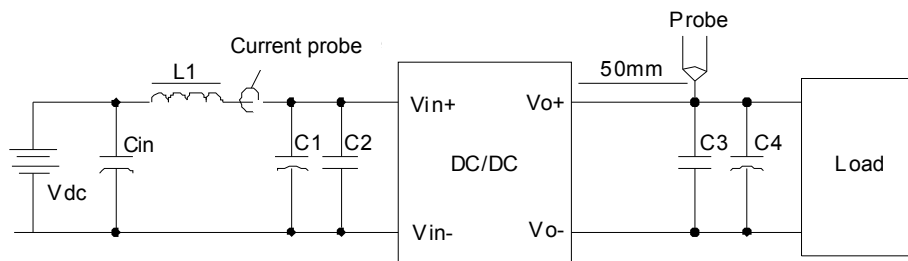 Probe
Current probe
L1
50mm
Vin+
Vo+
Cin
C1
C2
C3
C4
DC/DC
Load
Vdc
Vin-
Vo-